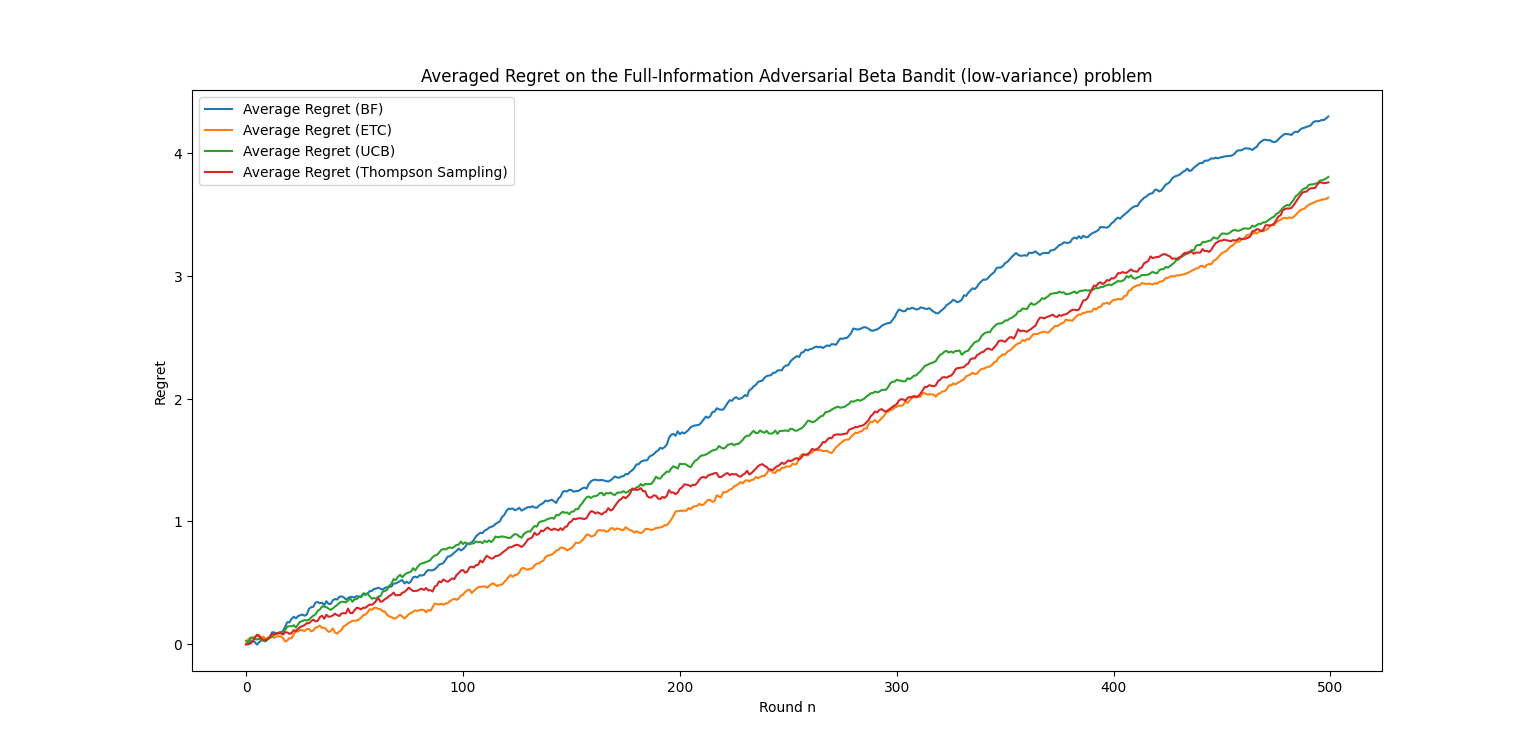 Averaged Regret on the Full-Information Adversarial Beta Bandit (low-variance) problem
Average Regret (BF)
Average Regret (ETC)
Average Regret (UCB)
Average Regret (Thompson Sampling)
4
3
2
1
0
Regret
0 100 200 300 400 500
Round n